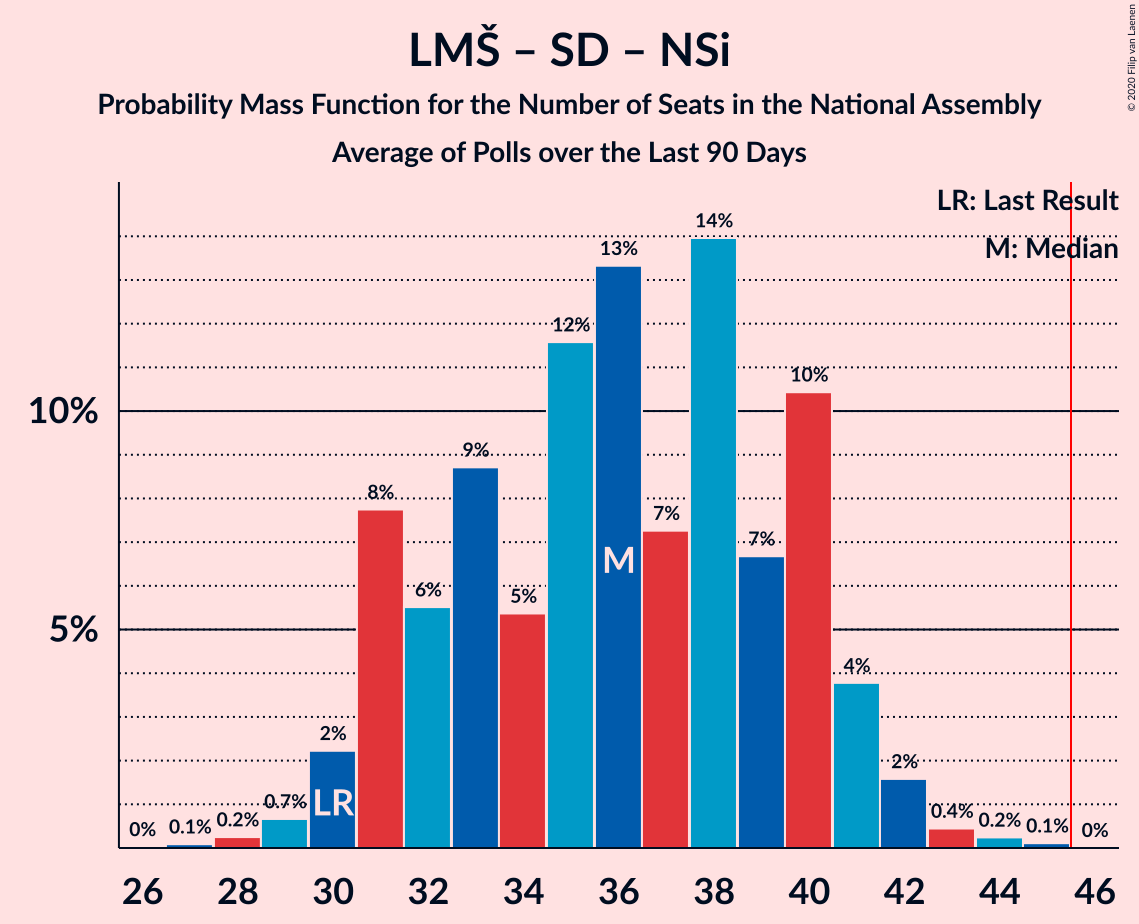 LMŠ – SD – NSi
Probability Mass Function for the Number of Seats in the National Assembly
Average of Polls over the Last 90 Days
© 2020 Filip van Laenen
LR: Last Result
M: Median
10%
5%
0%
0.1%
0.2%
0.7%
2%
8%
6%
9%
5%
12%
13%
7%
14%
7%
10%
4%
2%
0.4%
0.2%
0.1%
0%
LR
M
26 28 30 32 34 36 38 40 42 44 46